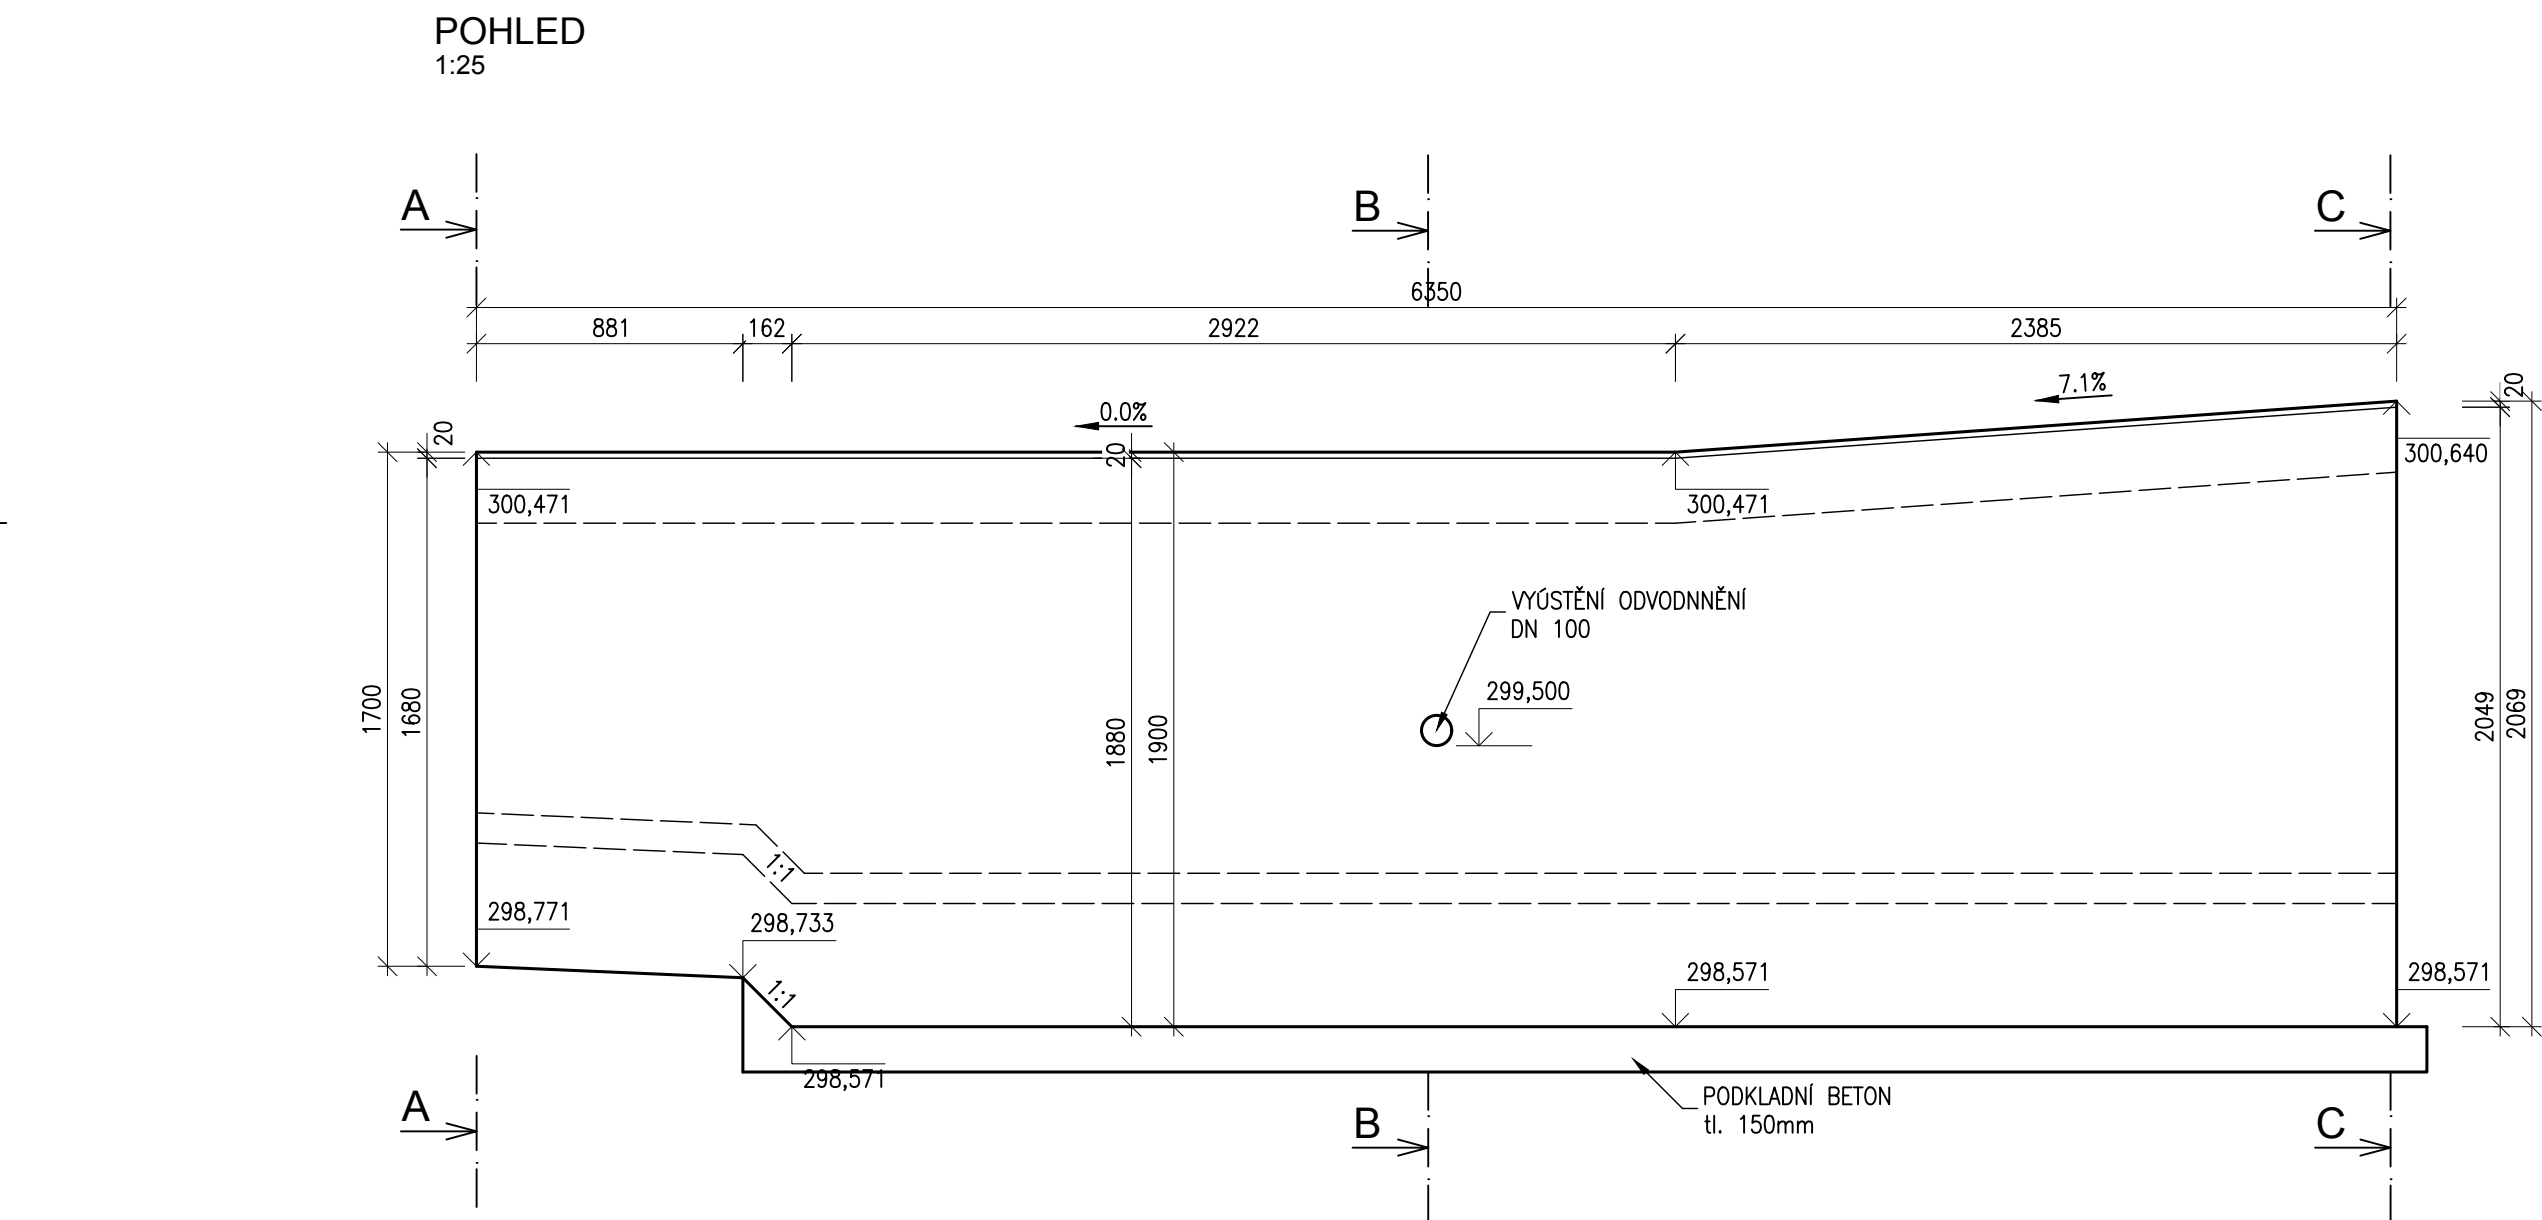 POHLED
1:25
A
B
C
6350
881
162
2922
2385
7.1%
20
0.0%
20
20
300,640
300,471
300,471
VYÚSTĚNÍ ODVODNNĚNÍ
DN 100
299,500
1700
1680
1880
1900
2049
2069
1:1
298,771
298,733
298,571
298,571
1:1
298,571
PODKLADNÍ BETON
tl. 150mm
A
B
C